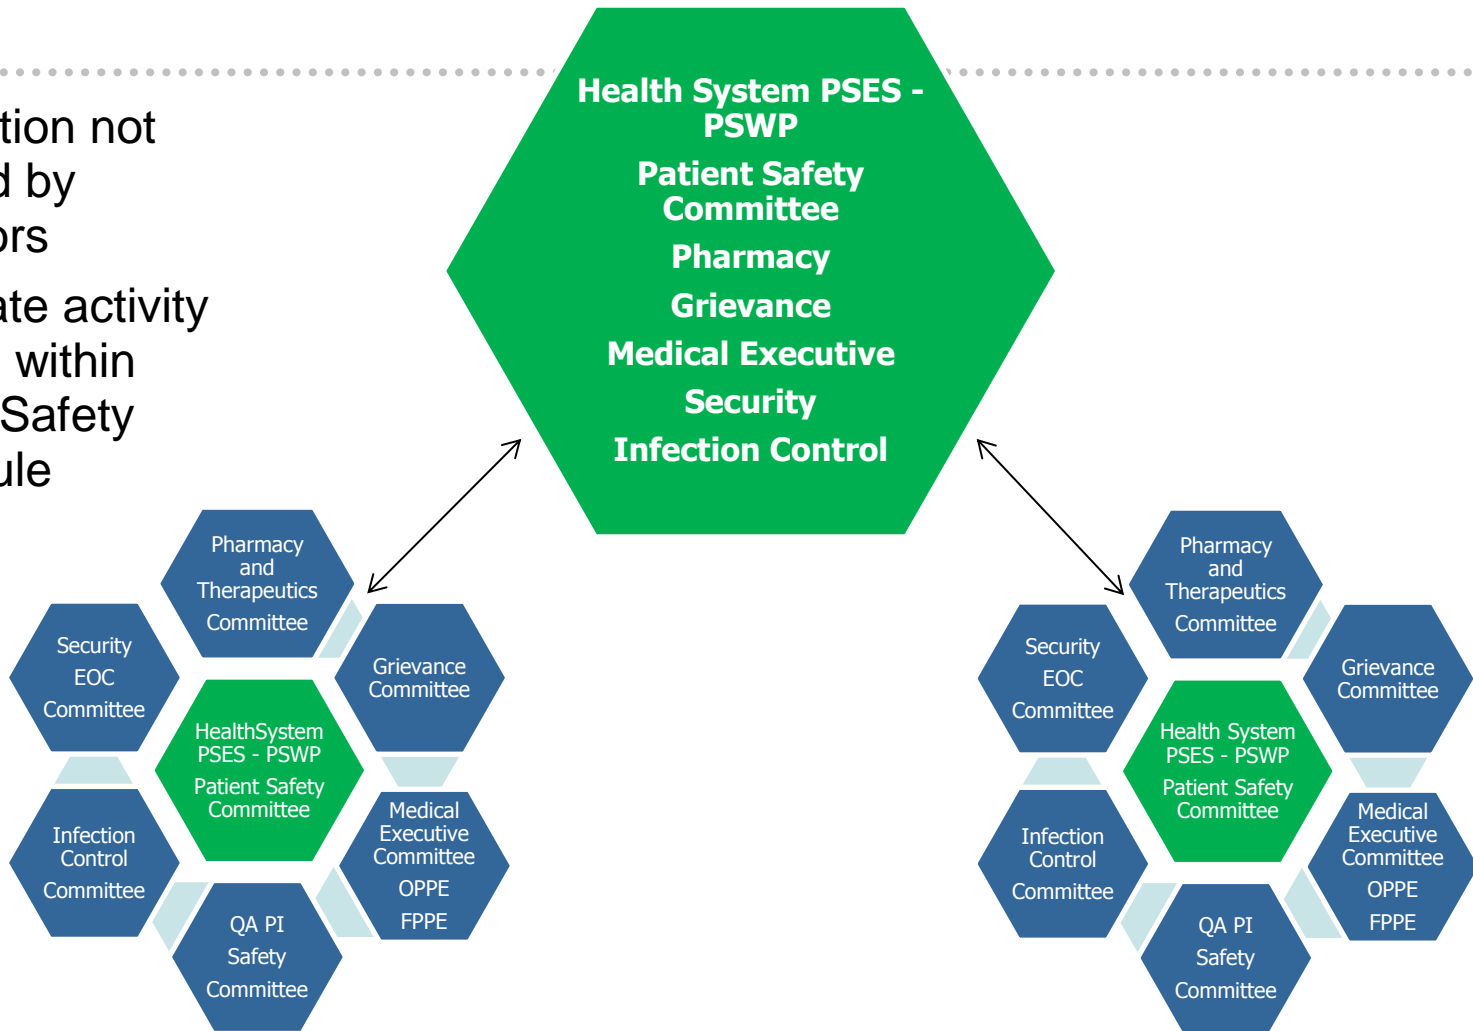 tion not
d by
ors
ate activity
within
Safety
ule
Health System PSES -
PSWP
Patient Safety
Committee
Pharmacy
Grievance
Medical Executive
Security
Infection Control
Pharmacy
and
Therapeutics
Committee
Grievance
Committee
Medical
Executive
Committee
OPPE
FPPE
QA PI
Safety
Committee
Infection
Control
Committee
Security
EOC
Committee
HealthSystem
PSES - PSWP
Patient Safety
Committee
Pharmacy
and
Therapeutics
Committee
Grievance
Committee
Medical
Executive
Committee
OPPE
FPPE
QA PI
Safety
Committee
Infection
Control
Committee
Security
EOC
Committee
Health System
PSES - PSWP
Patient Safety
Committee